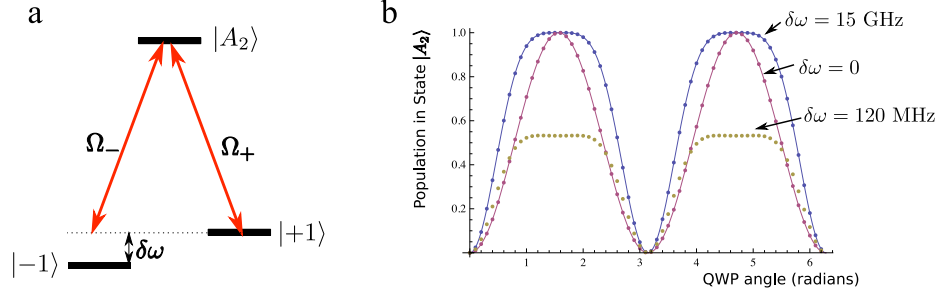 a
|A₂⟩
Ω₋
Ω₊
|+1⟩
δω
|−1⟩
b
Population in State |A₂⟩
1.0
0.8
0.6
0.4
0.2
1
2
3
4
5
6
QWP angle (radians)
δω = 15 GHz
δω = 0
δω = 120 MHz